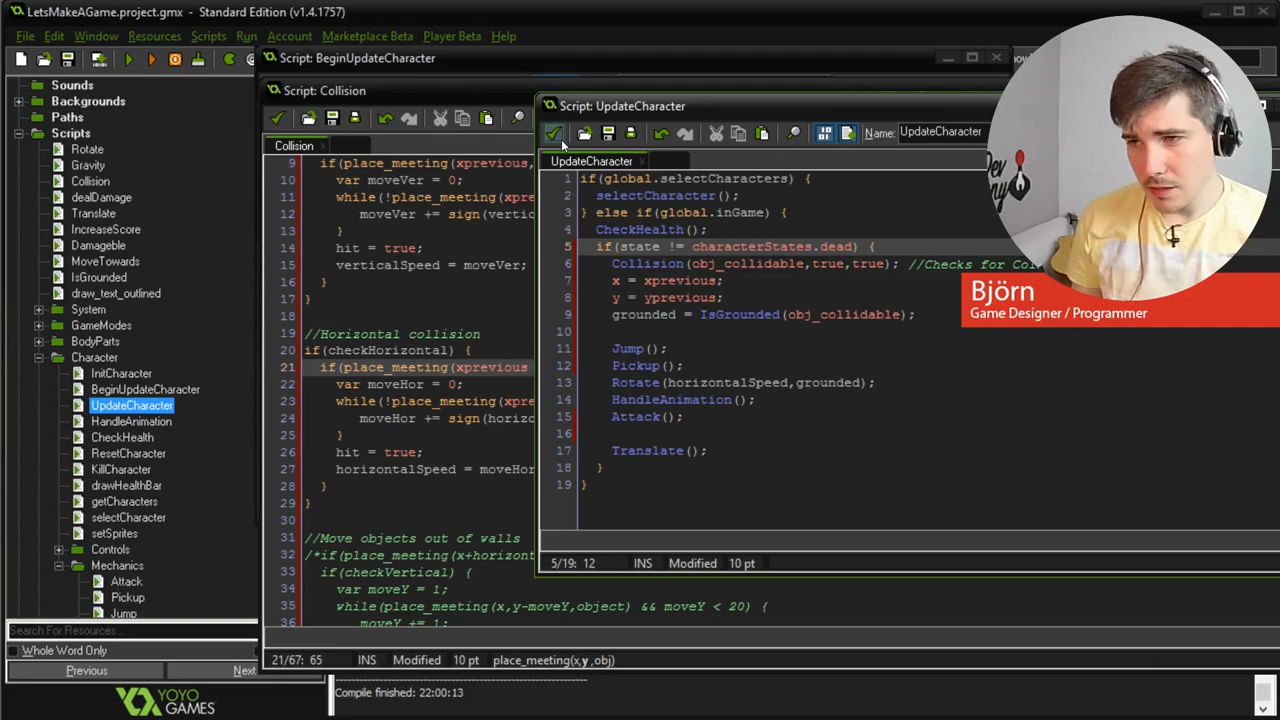 LetsMakeAGame.project.gmx - Studio Standard Edition (v1.4.1757)
File Edit Window Resources Scripts Run Account Marketplace Beta Player Beta Help
Script: BeginUpdateCharacter
Script: Collision
Collision
9 if(place_meeting(xprevious,
10 var moveVer = 0;
11 while(!place_meeting(xpre
12 moveVer += sign(vertic
13 }
14 hit = true;
15 verticalSpeed = moveVer;
16 }
17 }
18
19 //Horizontal collision
20 if(checkHorizontal) {
21 if(place_meeting(xprevious
22 var moveHor = 0;
23 while(!place_meeting(xpre
24 moveHor += sign(horiz
25 }
26 hit = true;
27 horizontalSpeed = moveHor
28 }
29 }
30
31 //Move objects out of walls
32 /*if(place_meeting(x+horizont
33 if(checkVertical) {
34 var moveY = 1;
35 while(place_meeting(x,y-moveY,object) && moveY < 20) {
36 moveY += 1;
21/67: 65 INS Modified 10 pt place_meeting(x,y,obj)
Script: UpdateCharacter
Name: UpdateCharacter
UpdateCharacter
1 if(global.selectCharacters) {
2 selectCharacter();
3 } else if(global.inGame) {
4 CheckHealth();
5 if(state != characterStates.dead) {
6 Collision(obj_collidable,true,true); //Checks for
7 x = xprevious;
8 y = yprevious;
9 grounded = IsGrounded(obj_collidable);
10
11 Jump();
12 Pickup();
13 Rotate(horizontalSpeed,grounded);
14 HandleAnimation();
15 Attack();
16
17 Translate();
18 }
19 }
5/19: 12 INS Modified 10 pt
Sounds
Backgrounds
Paths
Scripts
Rotate
Gravity
Collision
dealDamage
Translate
IncreaseScore
Damageble
MoveTowards
IsGrounded
draw_text_outlined
System
GameModes
BodyParts
Character
InitCharacter
BeginUpdateCharacter
UpdateCharacter
HandleAnimation
CheckHealth
ResetCharacter
KillCharacter
drawHealthBar
getCharacters
selectCharacter
setSprites
Controls
Mechanics
Attack
Pickup
Jump
Search For Resources...
Whole Word Only
Previous
Next
YOYO
GAMES
Compile finished: 22:00:13
Björn
Game Designer / Programmer